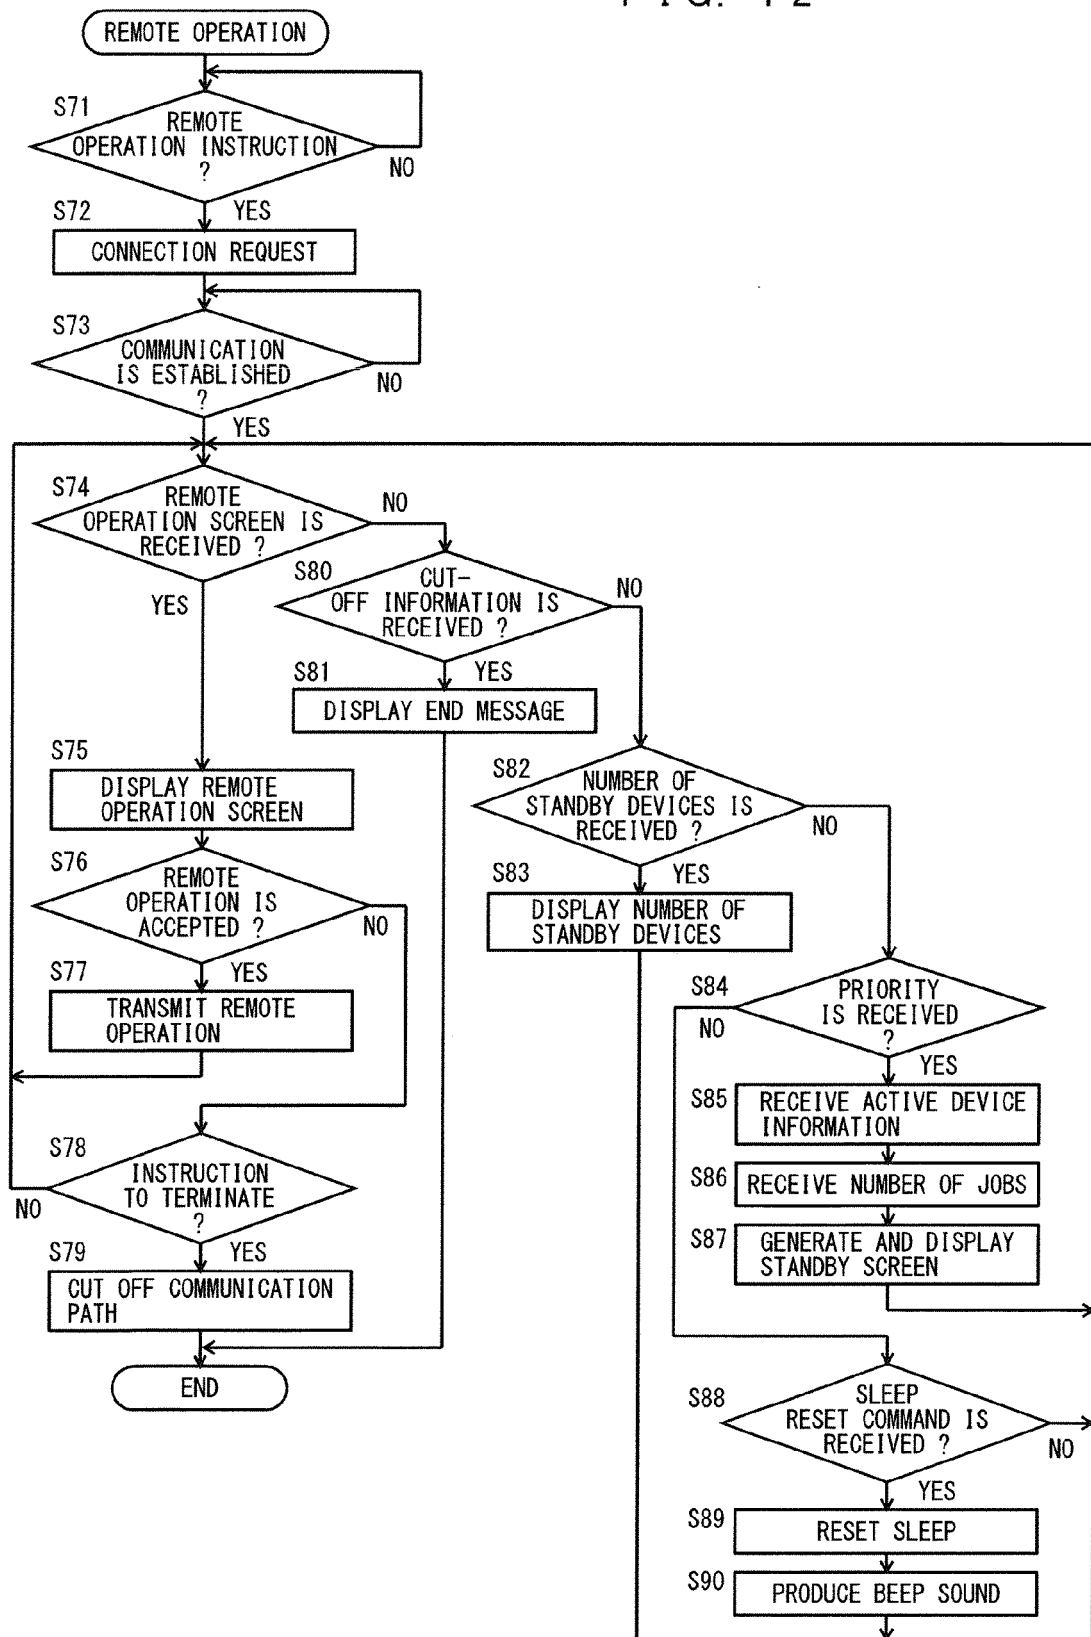 FIG. 12
REMOTE OPERATION
S71
REMOTE
OPERATION INSTRUCTION
?
NO
YES
S72
CONNECTION REQUEST
S73
COMMUNICATION
IS ESTABLISHED
?
NO
YES
S74
REMOTE
OPERATION SCREEN IS
RECEIVED ?
NO
YES
S80
CUT-
OFF INFORMATION IS
RECEIVED ?
NO
YES
S81
DISPLAY END MESSAGE
S75
DISPLAY REMOTE
OPERATION SCREEN
S82
NUMBER OF
STANDBY DEVICES IS
RECEIVED ?
NO
YES
S76
REMOTE
OPERATION IS
ACCEPTED ?
NO
YES
S83
DISPLAY NUMBER OF
STANDBY DEVICES
S77
TRANSMIT REMOTE
OPERATION
S84
PRIORITY
IS RECEIVED
?
NO
YES
S85
RECEIVE ACTIVE DEVICE
INFORMATION
S78
INSTRUCTION
TO TERMINATE
?
NO
YES
S86
RECEIVE NUMBER OF JOBS
S87
GENERATE AND DISPLAY
STANDBY SCREEN
S79
CUT OFF COMMUNICATION
PATH
END
S88
SLEEP
RESET COMMAND IS
RECEIVED ?
NO
YES
S89
RESET SLEEP
S90
PRODUCE BEEP SOUND